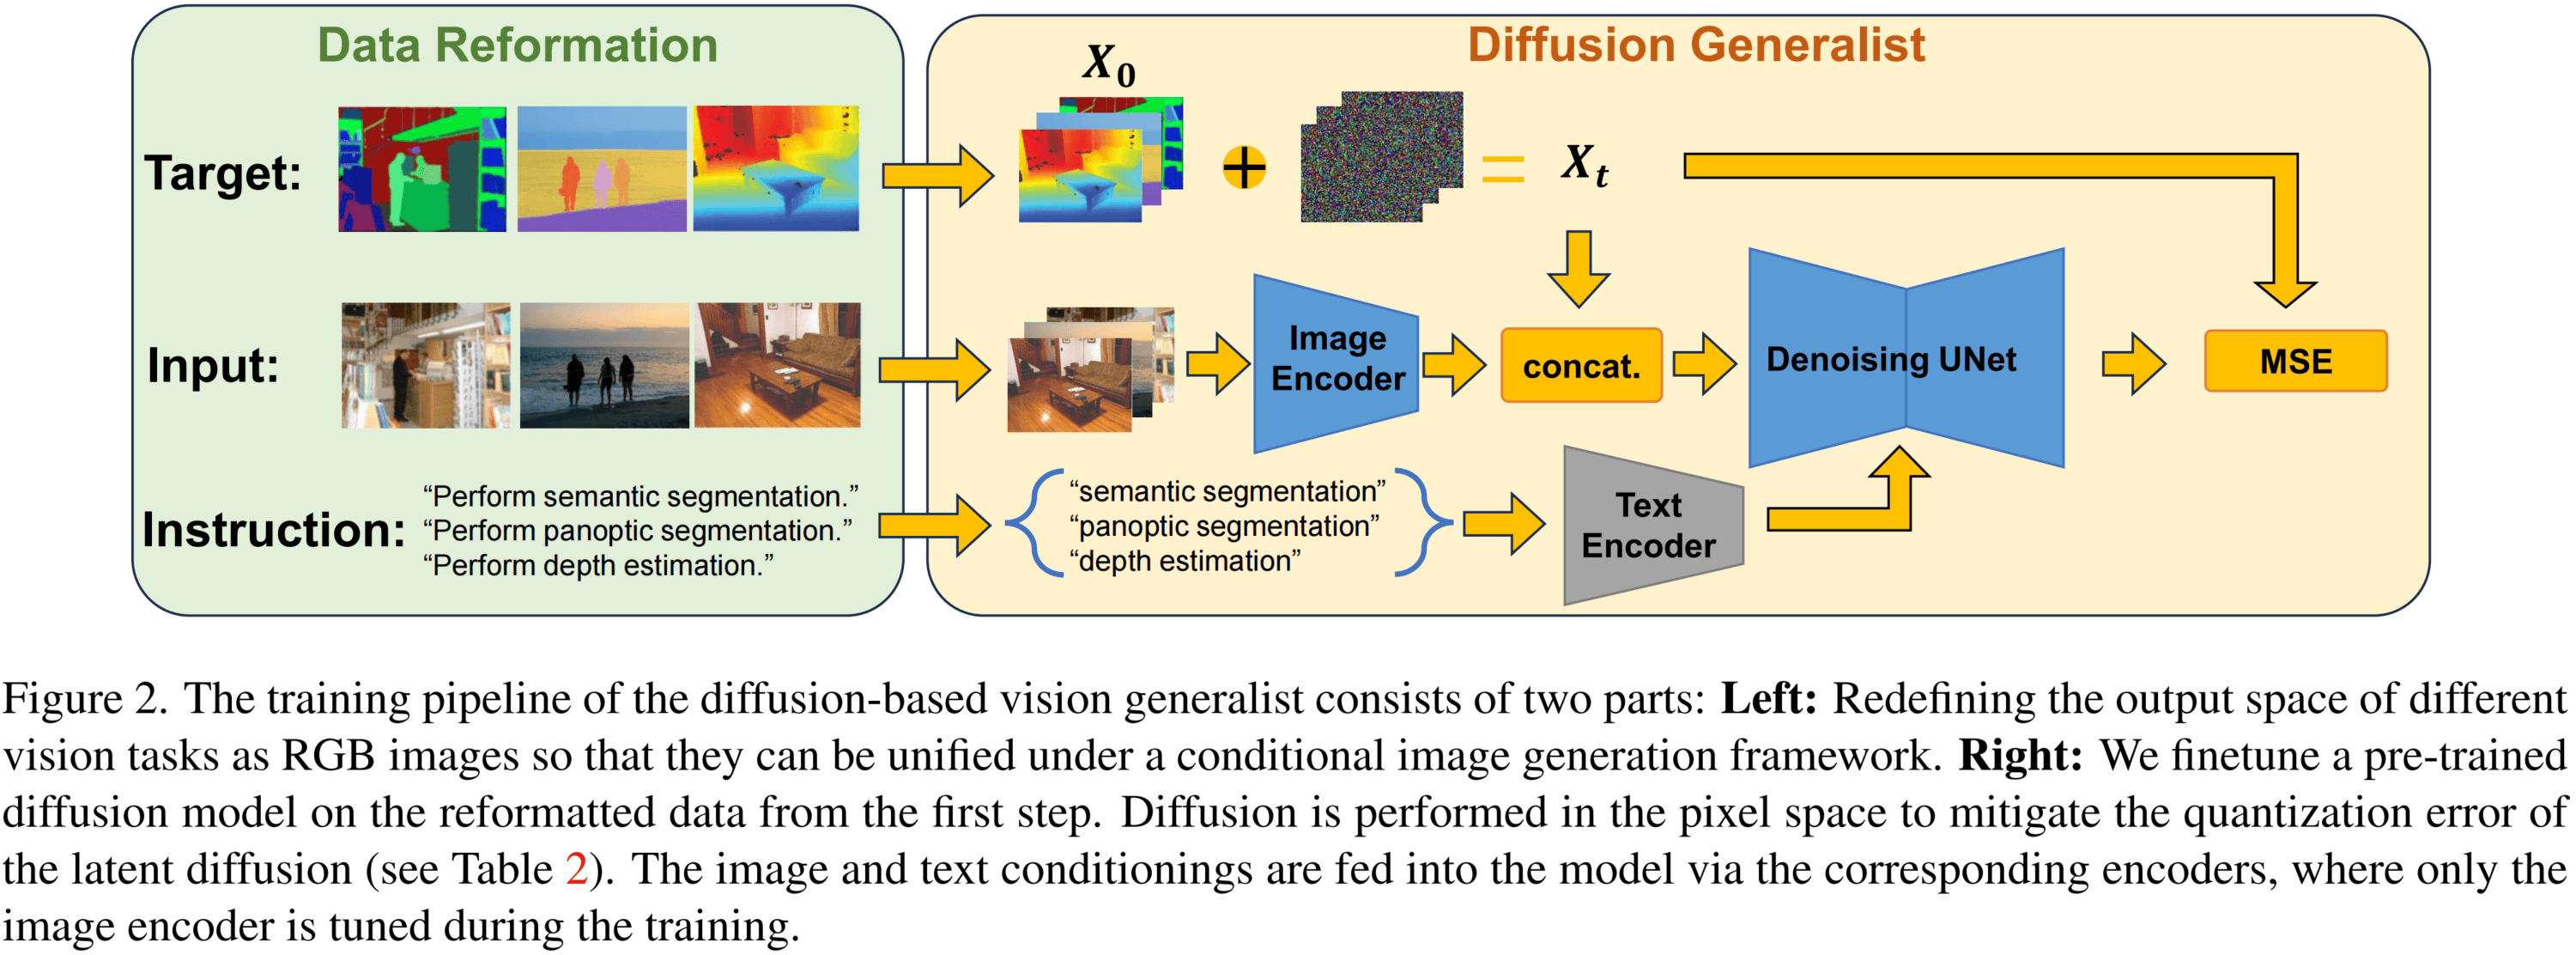 Data Reformation
Diffusion Generalist
X0
Target:
+
=
Xt
Input:
Image
Encoder
concat.
Denoising UNet
MSE
Instruction:
“Perform semantic segmentation.”
“Perform panoptic segmentation.”
“Perform depth estimation.”
“semantic segmentation”
“panoptic segmentation”
“depth estimation”
Text
Encoder
Figure 2. The training pipeline of the diffusion-based vision generalist consists of two parts: Left: Redefining the output space of different
vision tasks as RGB images so that they can be unified under a conditional image generation framework. Right: We finetune a pre-trained
diffusion model on the reformatted data from the first step. Diffusion is performed in the pixel space to mitigate the quantization error of
the latent diffusion (see Table 2). The image and text conditionings are fed into the model via the corresponding encoders, where only the
image encoder is tuned during the training.